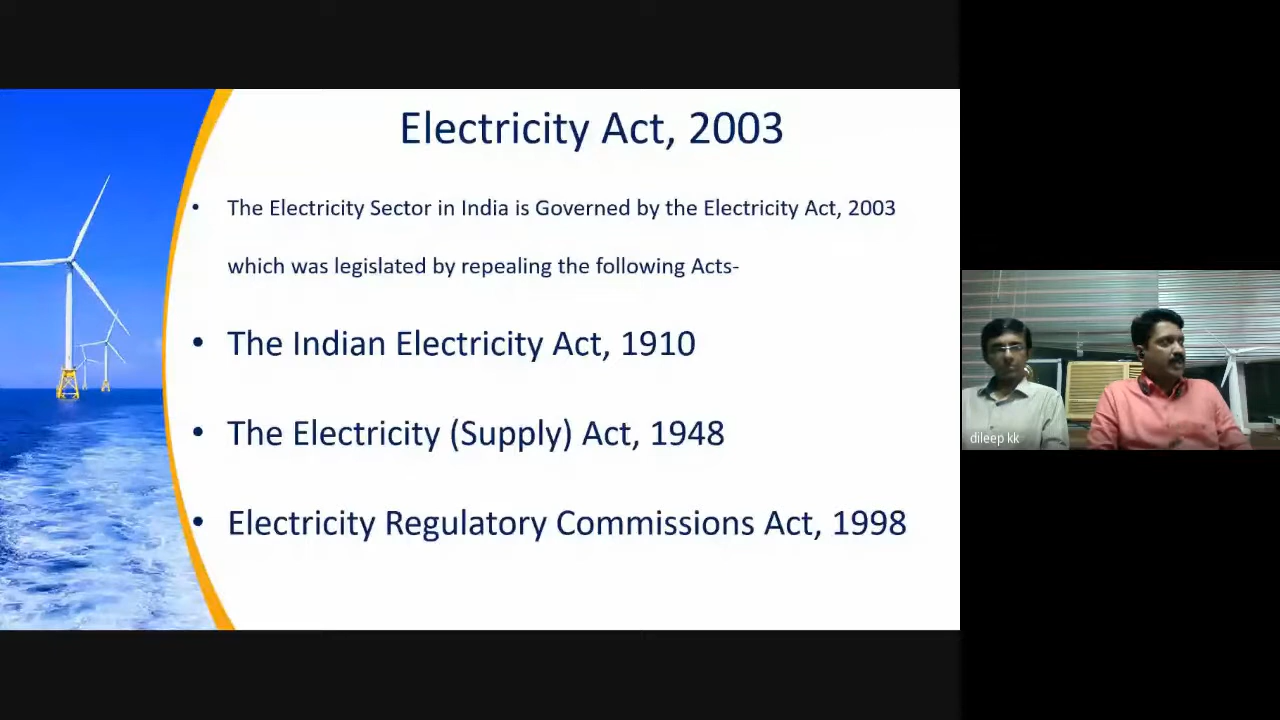 Electricity Act, 2003
• The Electricity Sector in India is Governed by the Electricity Act, 2003
which was legislated by repealing the following Acts-
• The Indian Electricity Act, 1910
• The Electricity (Supply) Act, 1948
• Electricity Regulatory Commissions Act, 1998
dileep kk